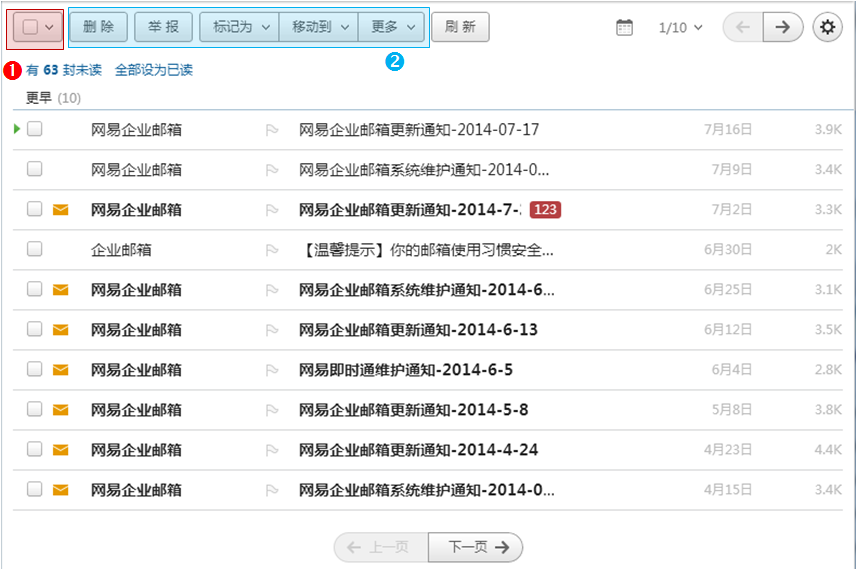 删 除 举 报 标记为 移动到 更多 刷 新 1/10
1 有 63 封未读 全部设为已读 2
更早 (10)
网易企业邮箱 网易企业邮箱更新通知-2014-07-17 7月16日 3.9K
网易企业邮箱 网易企业邮箱系统维护通知-2014-0... 7月9日 3.4K
网易企业邮箱 网易企业邮箱更新通知-2014-7- 123 7月2日 3.3K
企业邮箱 【温馨提示】你的邮箱使用习惯安全... 6月30日 2K
网易企业邮箱 网易企业邮箱系统维护通知-2014-6... 6月25日 3.1K
网易企业邮箱 网易企业邮箱更新通知-2014-6-13 6月12日 3.5K
网易企业邮箱 网易即时通维护通知-2014-6-5 6月4日 2.8K
网易企业邮箱 网易企业邮箱更新通知-2014-5-8 5月8日 3.8K
网易企业邮箱 网易企业邮箱更新通知-2014-4-24 4月23日 4.4K
网易企业邮箱 网易企业邮箱系统维护通知-2014-0... 4月15日 3.4K
上一页 下一页